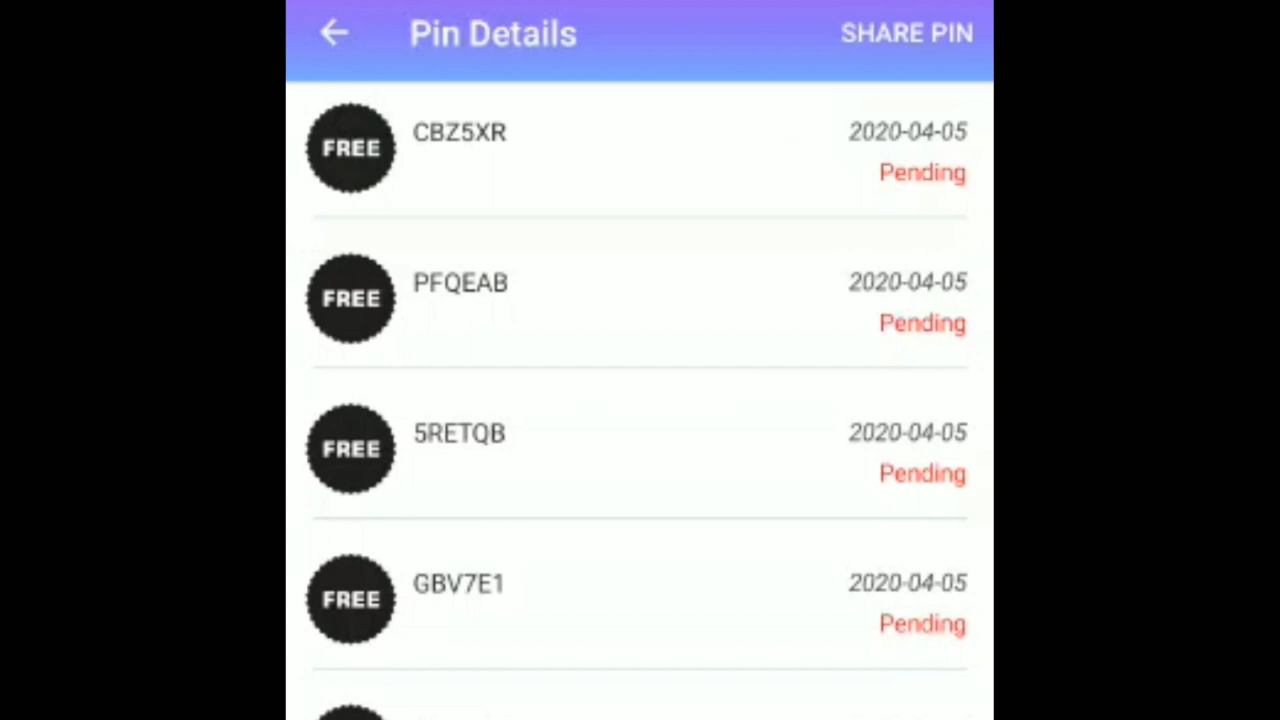 Pin Details SHARE PIN
FREE CBZ5XR 2020-04-05
Pending
FREE PFQEAB 2020-04-05
Pending
FREE 5RETQB 2020-04-05
Pending
FREE GBV7E1 2020-04-05
Pending